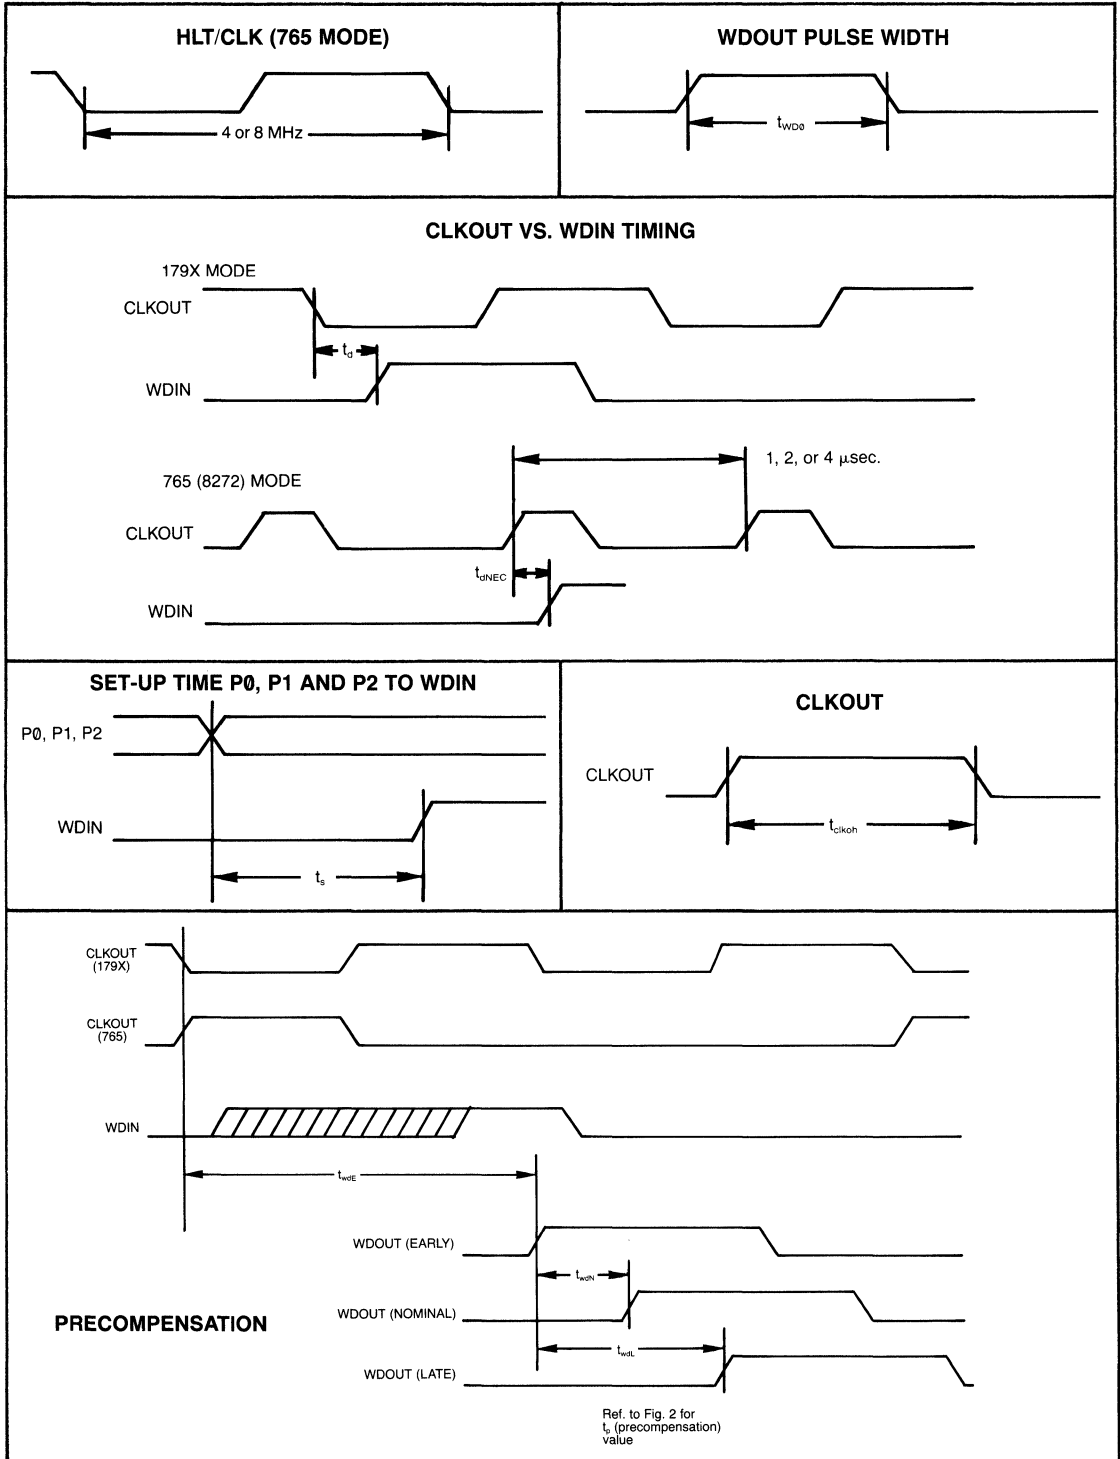 HLT/CLK (765 MODE)
4 or 8 MHz
WDOUT PULSE WIDTH
tWDØ
CLKOUT VS. WDIN TIMING
179X MODE
CLKOUT
td
WDIN
1, 2, or 4 µsec.
765 (8272) MODE
CLKOUT
tdNEC
WDIN
SET-UP TIME PØ, P1 AND P2 TO WDIN
PØ, P1, P2
WDIN
ts
CLKOUT
CLKOUT
tclkoh
CLKOUT
(179X)
CLKOUT
(765)
WDIN
twdE
WDOUT (EARLY)
twdN
WDOUT (NOMINAL)
PRECOMPENSATION
twdL
WDOUT (LATE)
Ref. to Fig. 2 for
tp (precompensation)
value